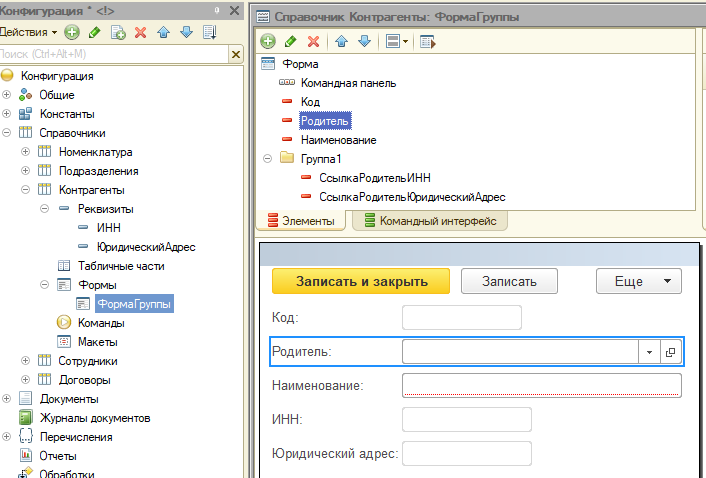 Конфигурация * <!>
Действия
Поиск (Ctrl+Alt+M)
Конфигурация
Общие
Константы
Справочники
Номенклатура
Подразделения
Контрагенты
Реквизиты
ИНН
ЮридическийАдрес
Табличные части
Формы
ФормаГруппы
Команды
Макеты
Сотрудники
Договоры
Документы
Журналы документов
Перечисления
Отчеты
Обработки
Справочник Контрагенты: ФормаГруппы
Форма
Командная панель
Код
Родитель
Наименование
Группа1
СсылкаРодительИНН
СсылкаРодительЮридическийАдрес
Элементы
Командный интерфейс
Записать и закрыть
Записать
Еще
Код:
Родитель:
Наименование:
ИНН:
Юридический адрес: